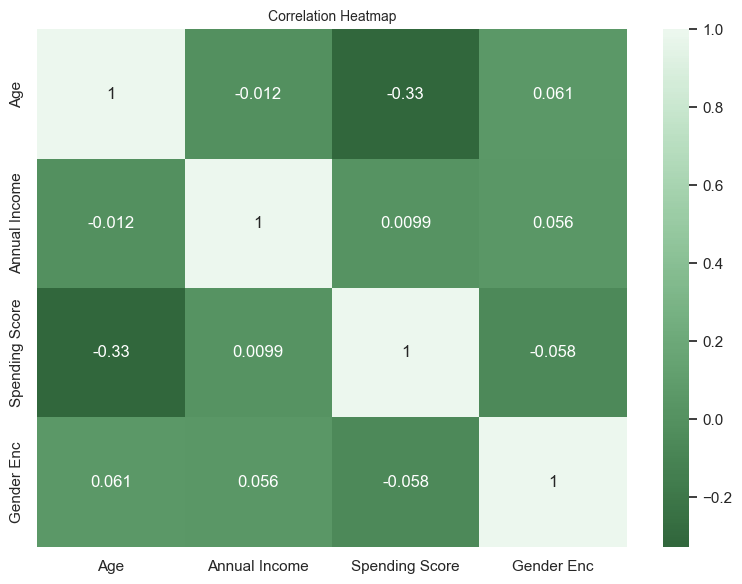 Correlation Heatmap
Age
1
-0.012
-0.33
0.061
Annual Income
-0.012
1
0.0099
0.056
Spending Score
-0.33
0.0099
1
-0.058
Gender Enc
0.061
0.056
-0.058
1
Age
Annual Income
Spending Score
Gender Enc
1.0
0.8
0.6
0.4
0.2
0.0
-0.2